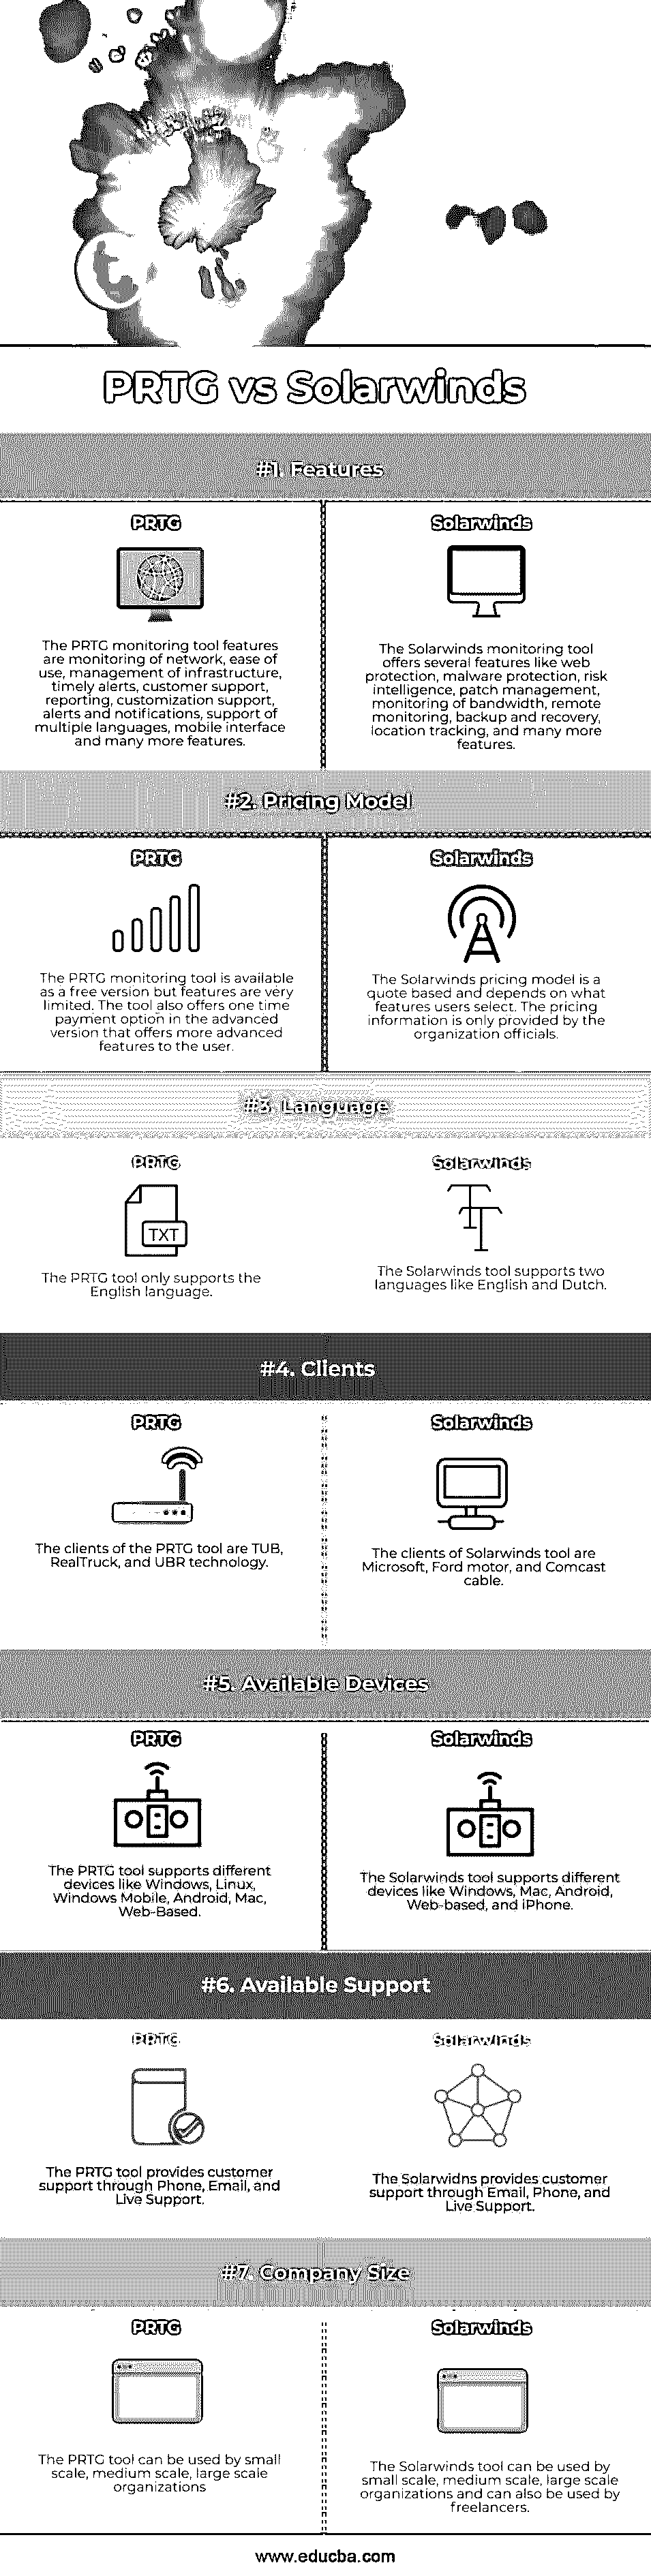 PRTG vs Solarwinds
#1. Features
PRTG
The PRTG monitoring tool features
are monitoring of network, ease of
use, management of infrastructure,
timely alerts, customer support,
reporting, customization support,
alerts and notifications, support of
multiple languages, mobile interface
and many more features.
Solarwinds
The Solarwinds monitoring tool
offers several features like web
protection, malware protection, risk
intelligence, patch management,
monitoring of bandwidth, remote
monitoring, backup and recovery,
location tracking, and many more
features.
#2. Pricing Model
PRTG
The PRTG monitoring tool is available
as a free version but features are very
limited. The tool also offers one time
payment option in the advanced
version that offers more advanced
features to the user.
Solarwinds
The Solarwinds pricing model is a
quote based and depends on what
features users select. The pricing
information is only provided by the
organization officials.
#3. Language
PRTG
TXT
The PRTG tool only supports the
English language.
Solarwinds
The Solarwinds tool supports two
languages like English and Dutch.
#4. Clients
PRTG
The clients of the PRTG tool are TUB,
RealTruck, and UBR technology.
Solarwinds
The clients of Solarwinds tool are
Microsoft, Ford motor, and Comcast
cable.
#5. Available Devices
PRTG
The PRTG tool supports different
devices like Windows, Linux,
Windows Mobile, Android, Mac,
Web-Based.
Solarwinds
The Solarwinds tool supports different
devices like Windows, Mac, Android,
Web-based, and iPhone.
#6. Available Support
PRTG
The PRTG tool provides customer
support through Phone, Email, and
Live Support.
Solarwinds
The Solarwidns provides customer
support through Email, Phone, and
Live Support.
#7. Company Size
PRTG
The PRTG tool can be used by small
scale, medium scale, large scale
organizations
Solarwinds
The Solarwinds tool can be used by
small scale, medium scale, large scale
organizations and can also be used by
freelancers.
www.educba.com